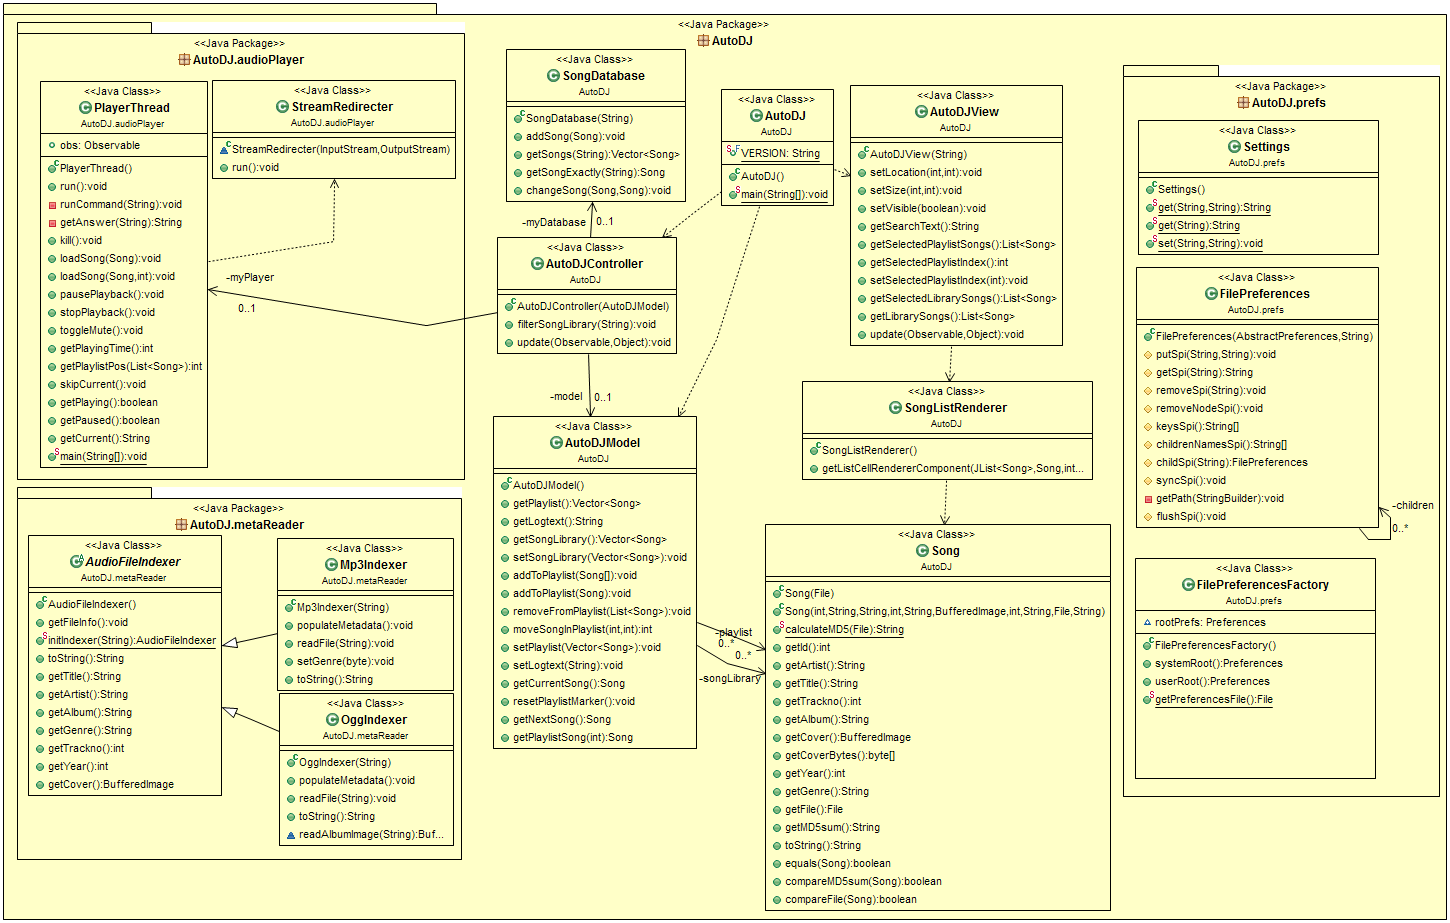 <<Java Package>>
AutoDJ
<<Java Package>>
AutoDJ.audioPlayer
<<Java Class>>
PlayerThread
AutoDJ.audioPlayer
obs: Observable
PlayerThread()
run():void
runCommand(String):void
getAnswer(String):String
kill():void
loadSong(Song):void
loadSong(Song,int):void
pausePlayback():void
stopPlayback():void
toggleMute():void
getPlayingTime():int
getPlaylistPos(List<Song>):int
skipCurrent():void
getPlaying():boolean
getPaused():boolean
getCurrent():String
main(String[]):void
<<Java Class>>
StreamRedirecter
AutoDJ.audioPlayer
StreamRedirecter(InputStream,OutputStream)
run():void
-myPlayer
0..1
<<Java Class>>
SongDatabase
AutoDJ
SongDatabase(String)
addSong(Song):void
getSongs(String):Vector<Song>
getSongExactly(String):Song
changeSong(Song,Song):void
-myDatabase
0..1
<<Java Class>>
AutoDJController
AutoDJ
AutoDJController(AutoDJModel)
filterSongLibrary(String):void
update(Observable,Object):void
-model
0..1
<<Java Class>>
AutoDJ
AutoDJ
VERSION: String
AutoDJ()
main(String[]):void
<<Java Class>>
AutoDJView
AutoDJ
AutoDJView(String)
setLocation(int,int):void
setSize(int,int):void
setVisible(boolean):void
getSearchText():String
getSelectedPlaylistSongs():List<Song>
getSelectedPlaylistIndex():int
setSelectedPlaylistIndex(int):void
getSelectedLibrarySongs():List<Song>
getLibrarySongs():List<Song>
update(Observable,Object):void
<<Java Class>>
SongListRenderer
AutoDJ
SongListRenderer()
getListCellRendererComponent(JList<Song>,Song,int...
<<Java Class>>
AutoDJModel
AutoDJ
AutoDJModel()
getPlaylist():Vector<Song>
getLogtext():String
getSongLibrary():Vector<Song>
setSongLibrary(Vector<Song>):void
addToPlaylist(Song[]):void
addToPlaylist(Song):void
removeFromPlaylist(List<Song>):void
moveSongInPlaylist(int,int):int
setPlaylist(Vector<Song>):void
setLogtext(String):void
getCurrentSong():Song
resetPlaylistMarker():void
getNextSong():Song
getPlaylistSong(int):Song
-playlist
0..*
0..*
-songLibrary
<<Java Class>>
Song
AutoDJ
Song(File)
Song(int,String,String,int,String,BufferedImage,int,String,File,String)
calculateMD5(File):String
getId():int
getArtist():String
getTitle():String
getTrackno():int
getAlbum():String
getCover():BufferedImage
getCoverBytes():byte[]
getYear():int
getGenre():String
getFile():File
getMD5sum():String
toString():String
equals(Song):boolean
compareMD5sum(Song):boolean
compareFile(Song):boolean
<<Java Package>>
AutoDJ.metaReader
<<Java Class>>
AudioFileIndexer
AutoDJ.metaReader
AudioFileIndexer()
getFileInfo():void
initIndexer(String):AudioFileIndexer
toString():String
getTitle():String
getArtist():String
getAlbum():String
getGenre():String
getTrackno():int
getYear():int
getCover():BufferedImage
<<Java Class>>
Mp3Indexer
AutoDJ.metaReader
Mp3Indexer(String)
populateMetadata():void
readFile(String):void
setGenre(byte):void
toString():String
<<Java Class>>
OggIndexer
AutoDJ.metaReader
OggIndexer(String)
populateMetadata():void
readFile(String):void
toString():String
readAlbumImage(String):Buf...
<<Java Package>>
AutoDJ.prefs
<<Java Class>>
Settings
AutoDJ.prefs
Settings()
get(String,String):String
get(String):String
set(String,String):void
<<Java Class>>
FilePreferences
AutoDJ.prefs
FilePreferences(AbstractPreferences,String)
putSpi(String,String):void
getSpi(String):String
removeSpi(String):void
removeNodeSpi():void
keysSpi():String[]
childrenNamesSpi():String[]
childSpi(String):FilePreferences
syncSpi():void
getPath(StringBuilder):void
flushSpi():void
-children
0..*
<<Java Class>>
FilePreferencesFactory
AutoDJ.prefs
rootPrefs: Preferences
FilePreferencesFactory()
systemRoot():Preferences
userRoot():Preferences
getPreferencesFile():File